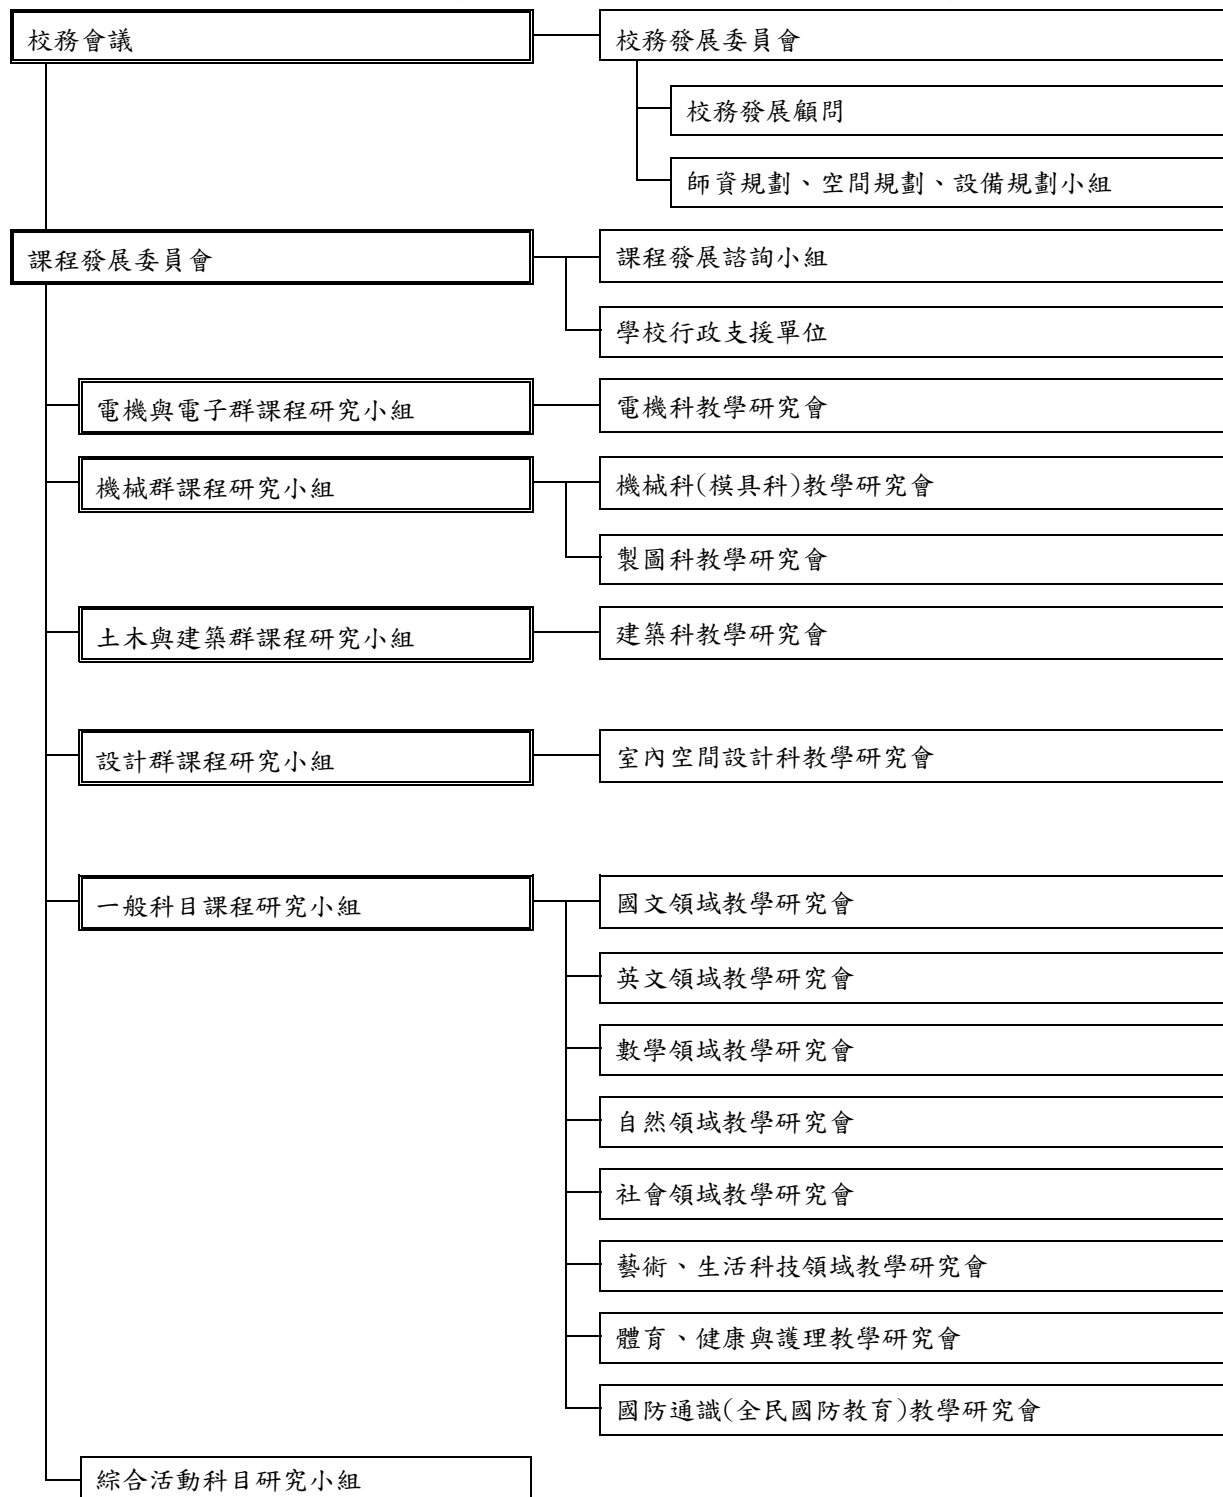 校務會議
校務發展委員會
校務發展顧問
師資規劃、空間規劃、設備規劃小組
課程發展委員會
課程發展諮詢小組
學校行政支援單位
電機與電子群課程研究小組
電機科教學研究會
機械群課程研究小組
機械科(模具科)教學研究會
製圖科教學研究會
土木與建築群課程研究小組
建築科教學研究會
設計群課程研究小組
室內空間設計科教學研究會
一般科目課程研究小組
國文領域教學研究會
英文領域教學研究會
數學領域教學研究會
自然領域教學研究會
社會領域教學研究會
藝術、生活科技領域教學研究會
體育、健康與護理教學研究會
國防通識(全民國防教育)教學研究會
綜合活動科目研究小組